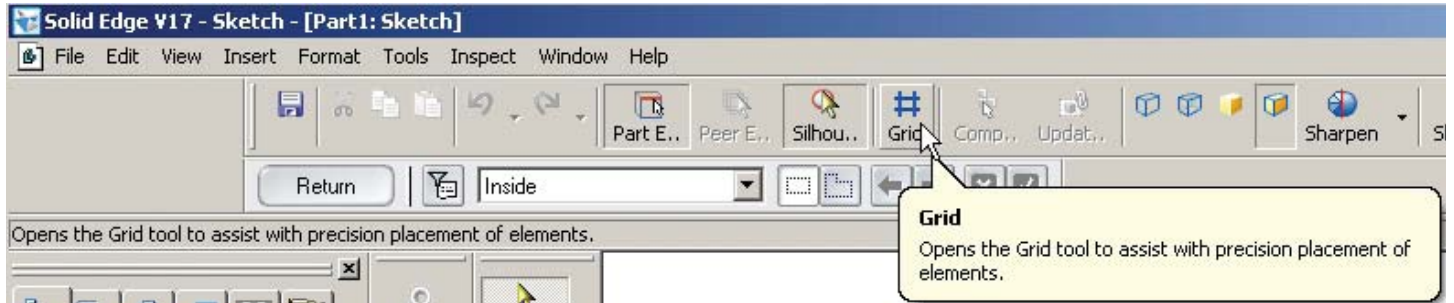 Solid Edge V17 - Sketch - [Part1: Sketch]
File Edit View Insert Format Tools Inspect Window Help
Part E.. Peer E.. Silhou.. Grid Comp.. Updat.. Sharpen
Return Inside
Grid
Opens the Grid tool to assist with precision placement of
elements.
Opens the Grid tool to assist with precision placement of elements.